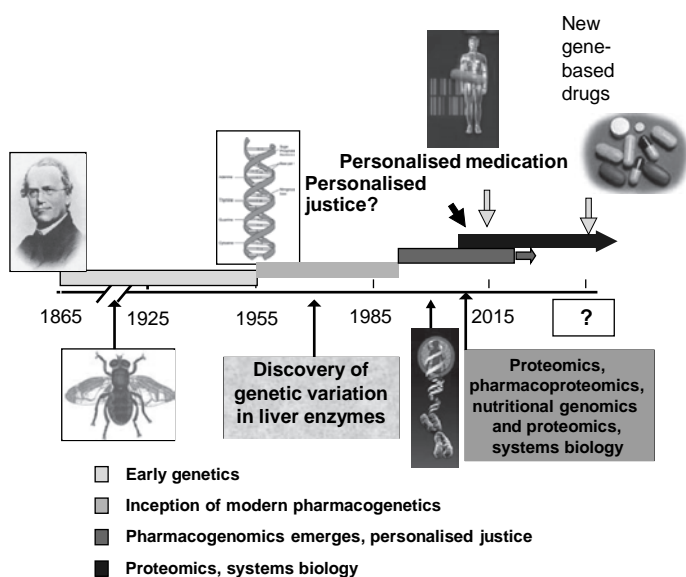 New
gene-
based
drugs
Personalised medication
Personalised
justice?
1865
1925
1955
1985
2015
?
Discovery of
genetic variation
in liver enzymes
Proteomics,
pharmacoproteomics,
nutritional genomics
and proteomics,
systems biology
Early genetics
Inception of modern pharmacogenetics
Pharmacogenomics emerges, personalised justice
Proteomics, systems biology